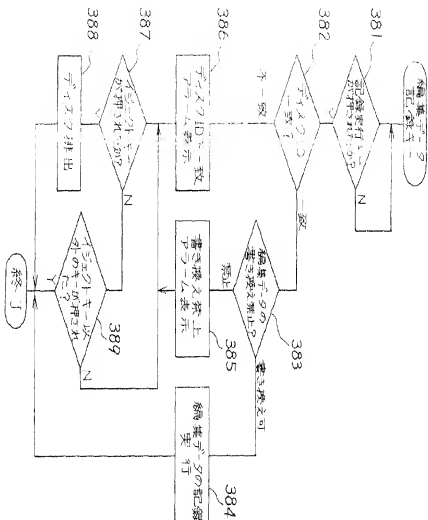 編集データ
記録キー
381
記録実行キー
が押されたか?
N
382
ディスクID
一致?
一致
不一致
383
編集データの
書き換え禁止?
禁止
書き換え可
384
編集データの記録
実行
385
書き換え禁止
アラーム表示
386
ディスクID不一致
アラーム表示
387
イジェクトキー
が押されたか?
N
Y
388
ディスク排出
389
イジェクトキー以
外のキーが押され
た?
N
Y
終了